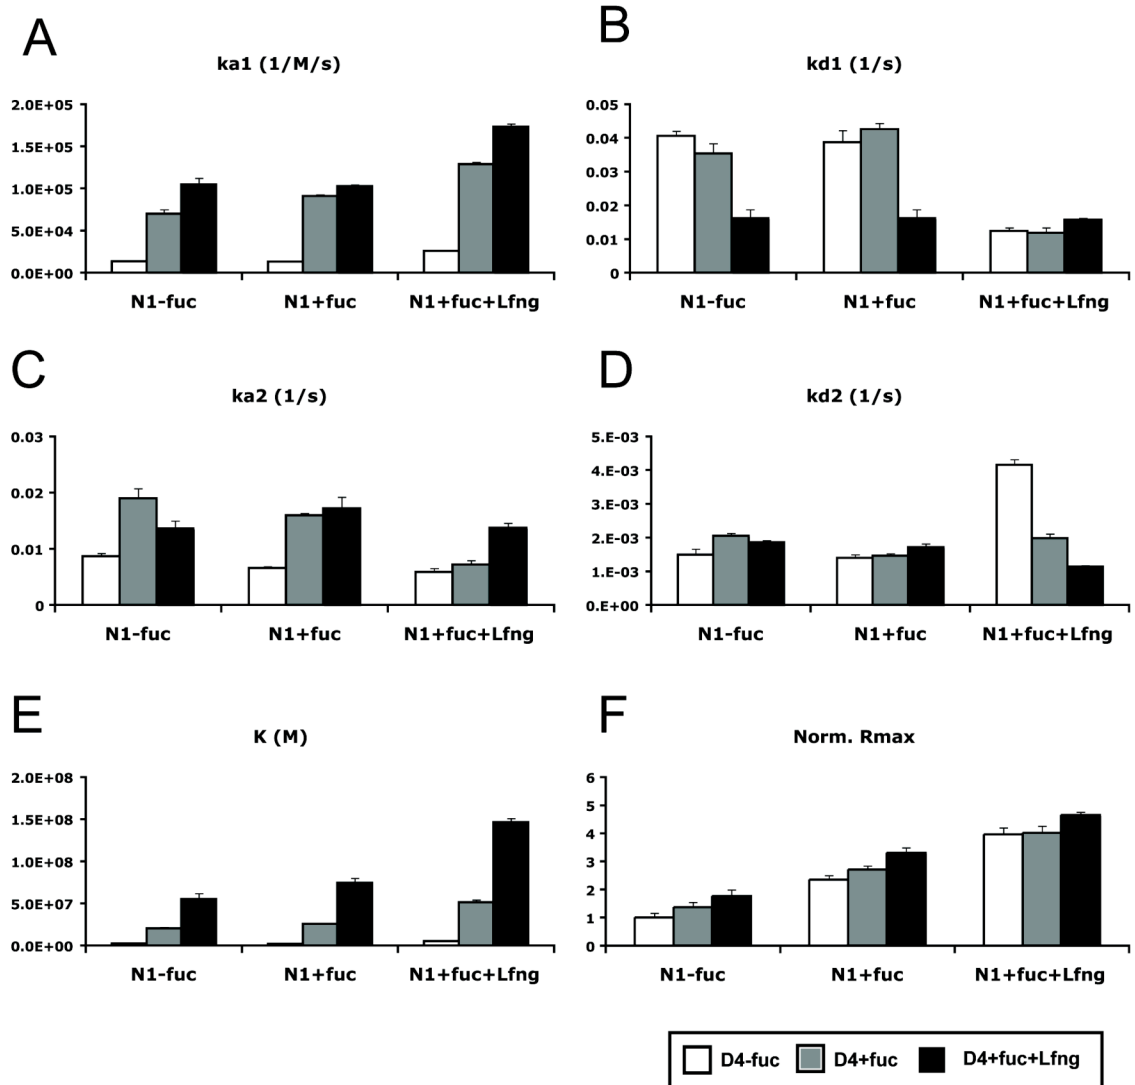 A
ka1 (1/M/s)
2.0E+05
1.5E+05
1.0E+05
5.0E+04
0.0E+00
N1-fuc N1+fuc N1+fuc+Lfng
B
kd1 (1/s)
0.05
0.04
0.03
0.02
0.01
0
N1-fuc N1+fuc N1+fuc+Lfng
C
ka2 (1/s)
0.03
0.02
0.01
0
N1-fuc N1+fuc N1+fuc+Lfng
D
kd2 (1/s)
5.E-03
4.E-03
3.E-03
2.E-03
1.E-03
0.E+00
N1-fuc N1+fuc N1+fuc+Lfng
E
K (M)
2.0E+08
1.5E+08
1.0E+08
5.0E+07
0.0E+00
N1-fuc N1+fuc N1+fuc+Lfng
F
Norm. Rmax
6
5
4
3
2
1
0
N1-fuc N1+fuc N1+fuc+Lfng
D4-fuc D4+fuc D4+fuc+Lfng